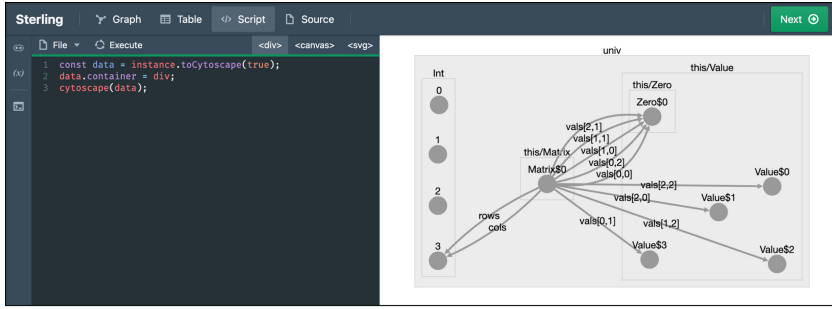 Sterling Graph Table </> Script Source Next
File Execute <div> <canvas> <svg>
(x)
1 const data = instance.toCytoscape(true);
2 data.container = div;
3 cytoscape(data);
univ
Int
this/Value
this/Zero
0
Zero$0
vals[2,1]
vals[1,1]
1
this/Matrix
vals[1,0]
vals[0,2]
Matrix$0
vals[0,0]
Value$0
vals[2,2]
2
vals[2,0]
Value$1
rows
vals[0,1]
vals[1,2]
cols
3
Value$3
Value$2